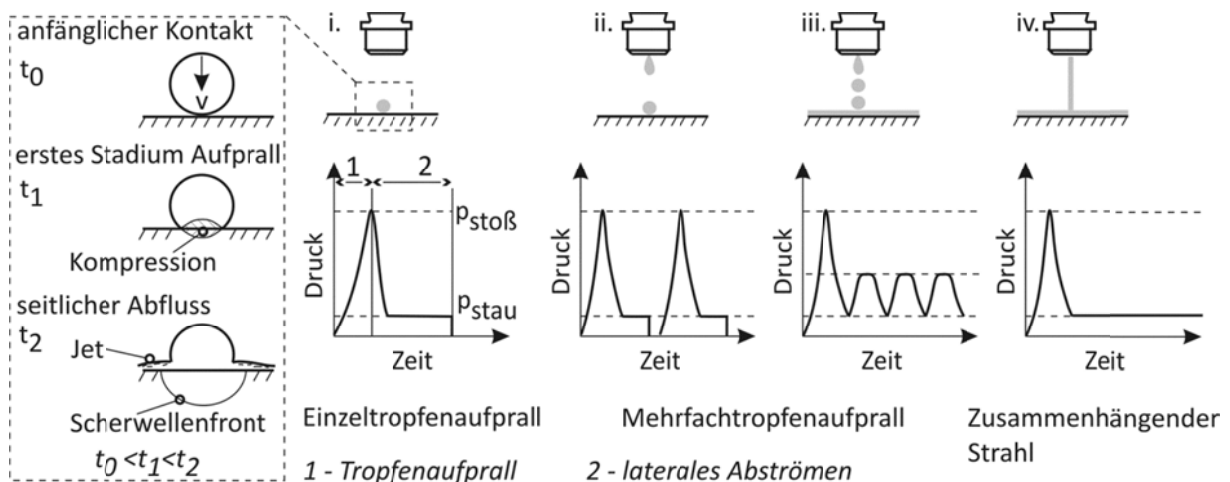 anfänglicher Kontakt
t0
v
erstes Stadium Aufprall
t1
Kompression
seitlicher Abfluss
t2
Jet
Scherwellenfront
t0 <t1<t2
i.
1
2
pstoß
pstau
Druck
Zeit
Einzeltropfenaufprall
ii.
Druck
Zeit
iii.
Druck
Zeit
Mehrfachtropfenaufprall
iv.
Druck
Zeit
Zusammenhängender
Strahl
1 - Tropfenaufprall
2 - laterales Abströmen